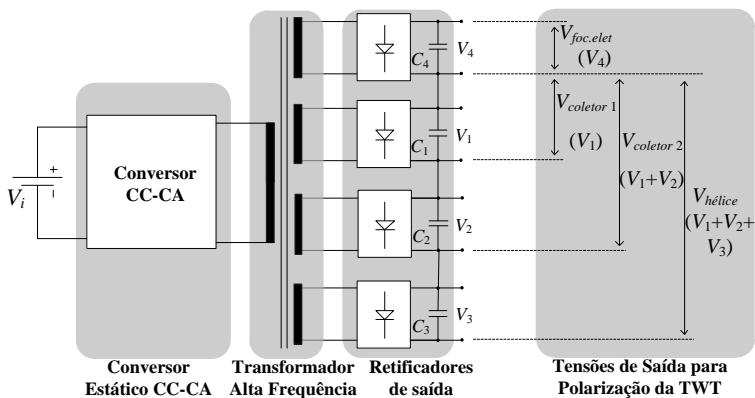 V_i
+
−
Conversor
CC-CA
C_4
V_4
C_1
V_1
C_2
V_2
C_3
V_3
V_foc.elet
(V_4)
V_coletor 1
(V_1)
V_coletor 2
(V_1+V_2)
V_hélice
(V_1+V_2+
V_3)
Conversor
Estático CC-CA
Transformador
Alta Frequência
Retificadores
de saída
Tensões de Saída para
Polarização da TWT